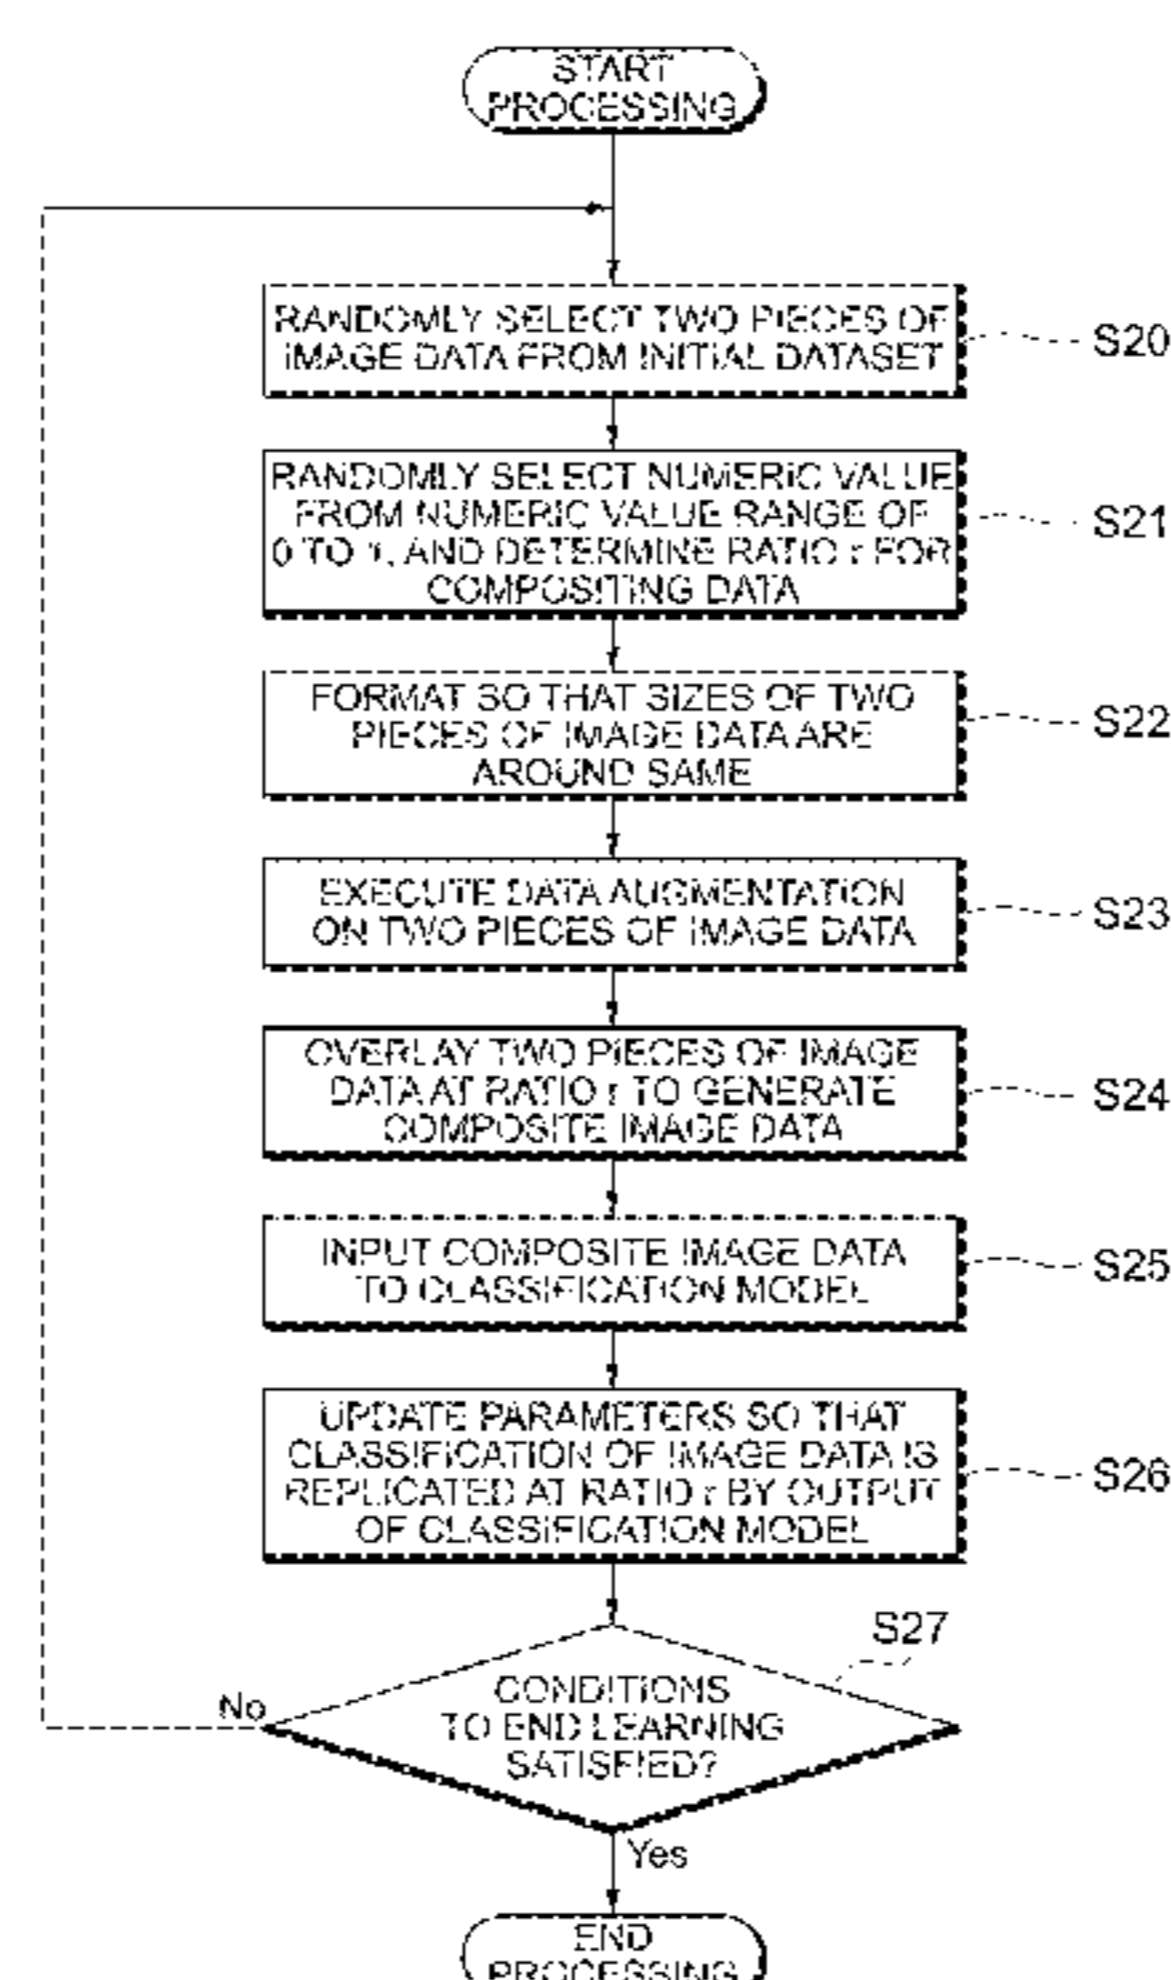 START
PROCESSING
RANDOMLY SELECT TWO PIECES OF
IMAGE DATA FROM INITIAL DATASET
S20
RANDOMLY SELECT NUMERIC VALUE
FROM NUMERIC VALUE RANGE OF
0 TO 1, AND DETERMINE RATIO r FOR
COMPOSITING DATA
S21
FORMAT SO THAT SIZES OF TWO
PIECES OF IMAGE DATA ARE
AROUND SAME
S22
EXECUTE DATA AUGMENTATION
ON TWO PIECES OF IMAGE DATA
S23
OVERLAY TWO PIECES OF IMAGE
DATA AT RATIO r TO GENERATE
COMPOSITE IMAGE DATA
S24
INPUT COMPOSITE IMAGE DATA
TO CLASSIFICATION MODEL
S25
UPDATE PARAMETERS SO THAT
CLASSIFICATION OF IMAGE DATA IS
REPLICATED AT RATIO r BY OUTPUT
OF CLASSIFICATION MODEL
S26
S27
CONDITIONS
TO END LEARNING
SATISFIED?
No
Yes
END
PROCESSING